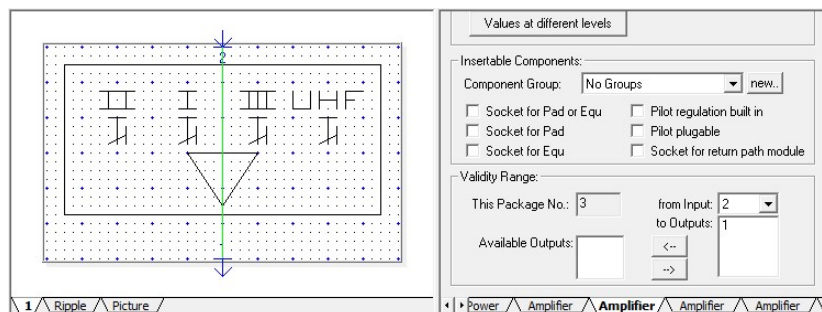 2
II I III UHF
1
1 Ripple Picture
Values at different levels
Insertable Components:
Component Group: No Groups new..
Socket for Pad or Equ Pilot regulation built in
Socket for Pad Pilot plugable
Socket for Equ Socket for return path module
Validity Range:
This Package No.: 3 from Input: 2
to Outputs:
1
Available Outputs:
<--
-->
Power Amplifier Amplifier Amplifier Amplifier